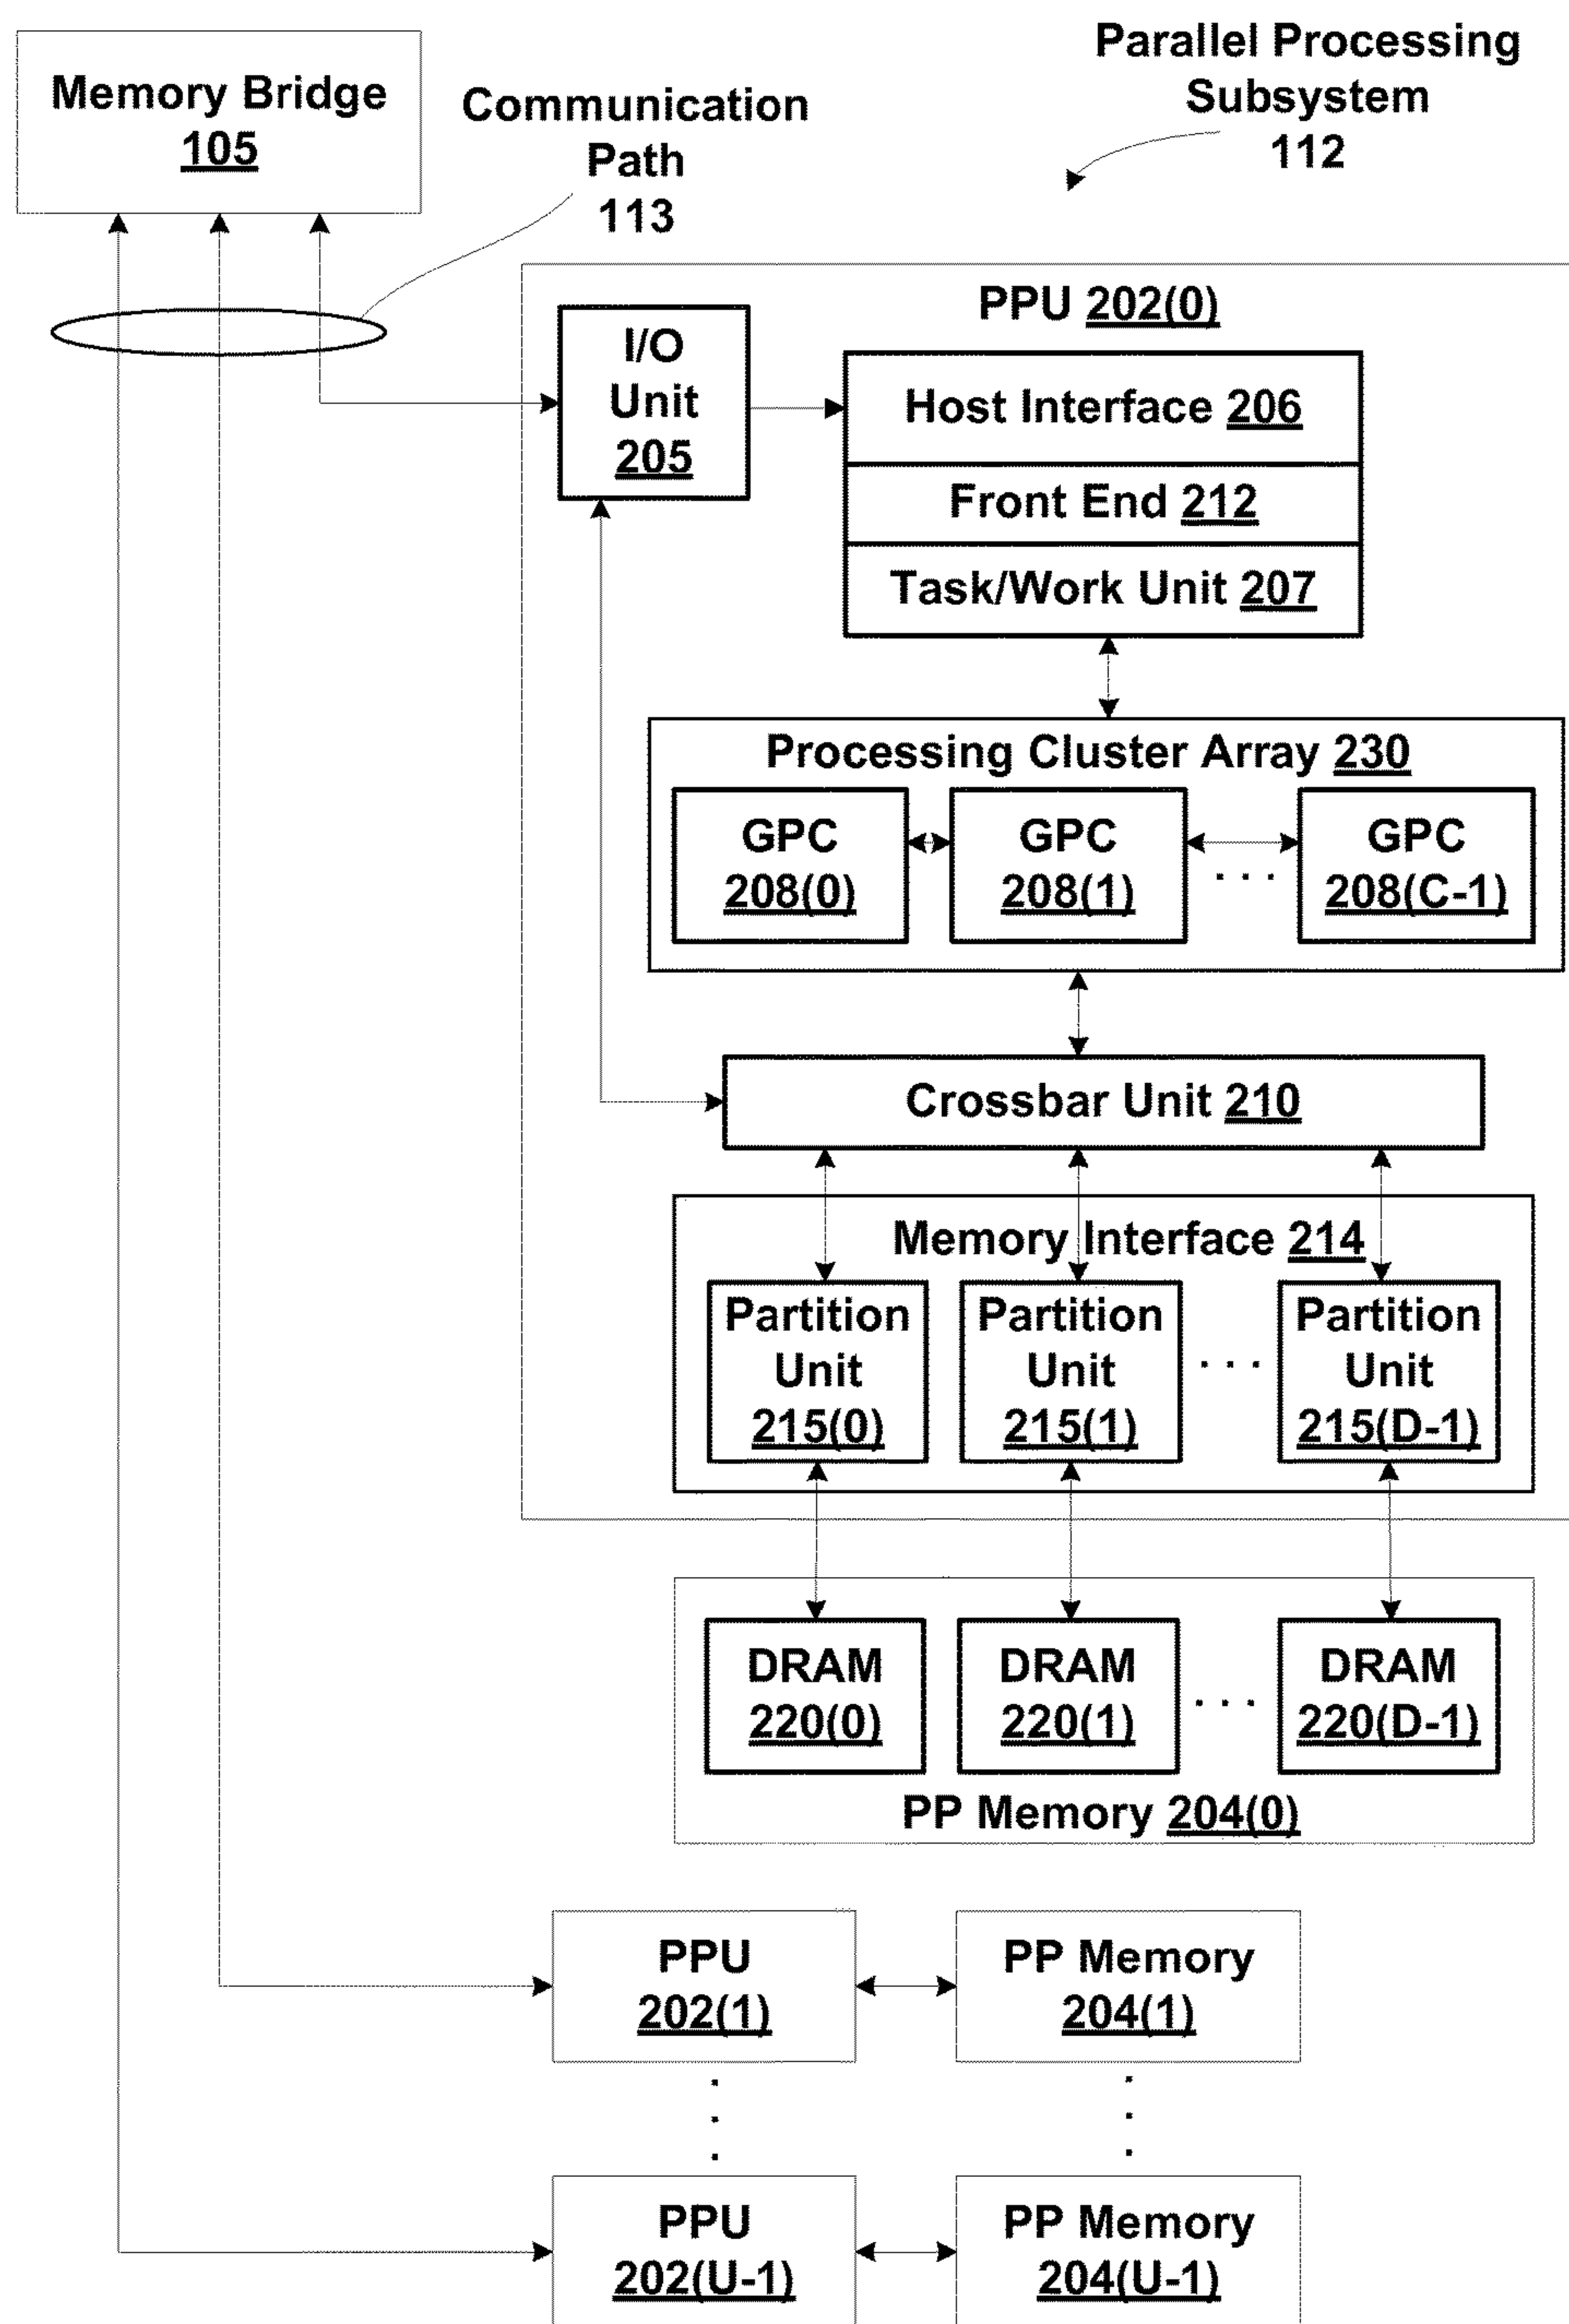 Memory Bridge
105
Communication
Path
113
Parallel Processing
Subsystem
112
PPU 202(0)
I/O
Unit
205
Host Interface 206
Front End 212
Task/Work Unit 207
Processing Cluster Array 230
GPC
208(0)
GPC
208(1)
. . .
GPC
208(C-1)
Crossbar Unit 210
Memory Interface 214
Partition
Unit
215(0)
Partition
Unit
215(1)
. . .
Partition
Unit
215(D-1)
DRAM
220(0)
DRAM
220(1)
. . .
DRAM
220(D-1)
PP Memory 204(0)
PPU
202(1)
PP Memory
204(1)
PPU
202(U-1)
PP Memory
204(U-1)